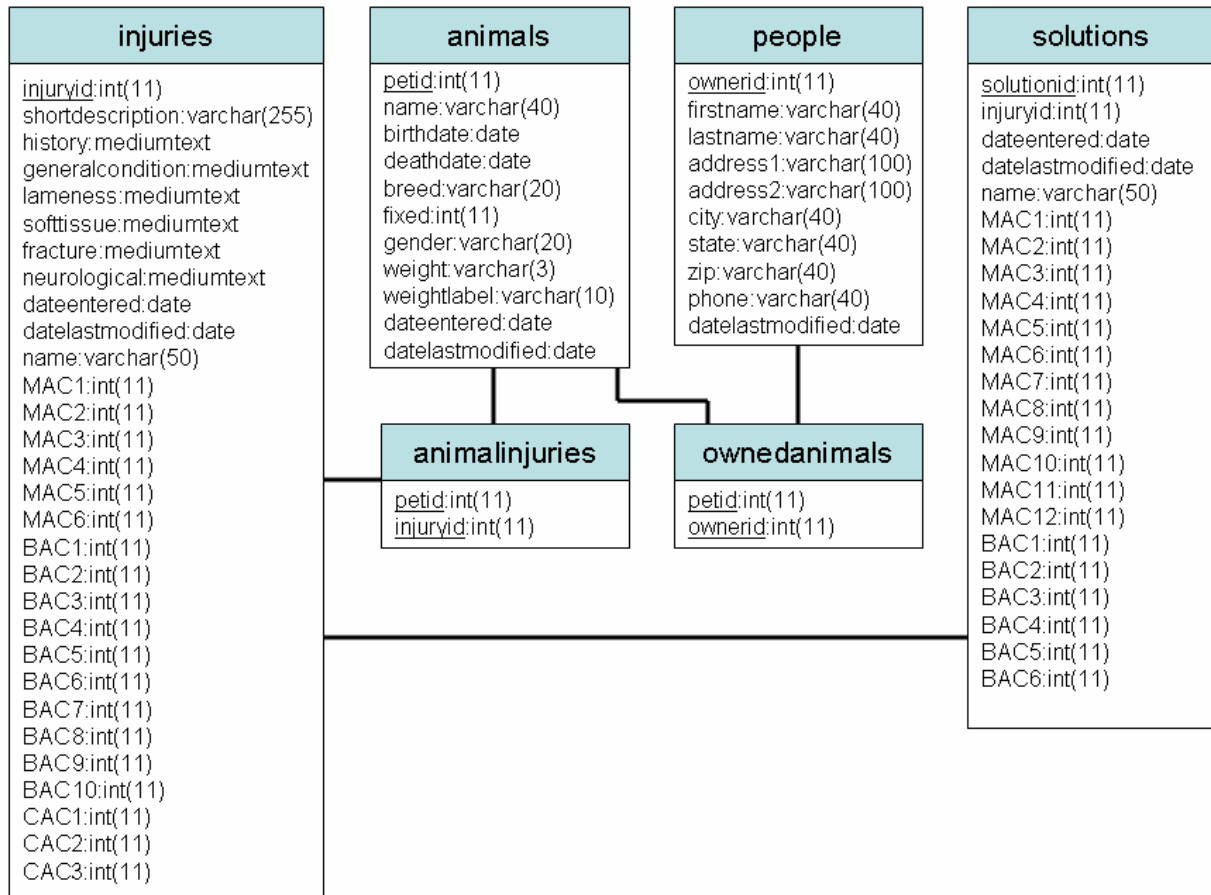 injuries
injuryid:int(11)
shortdescription:varchar(255)
history:mediumtext
generalcondition:mediumtext
lameness:mediumtext
softtissue:mediumtext
fracture:mediumtext
neurological:mediumtext
dateentered:date
datelastmodified:date
name:varchar(50)
MAC1:int(11)
MAC2:int(11)
MAC3:int(11)
MAC4:int(11)
MAC5:int(11)
MAC6:int(11)
BAC1:int(11)
BAC2:int(11)
BAC3:int(11)
BAC4:int(11)
BAC5:int(11)
BAC6:int(11)
BAC7:int(11)
BAC8:int(11)
BAC9:int(11)
BAC10:int(11)
CAC1:int(11)
CAC2:int(11)
CAC3:int(11)
animals
petid:int(11)
name:varchar(40)
birthdate:date
deathdate:date
breed:varchar(20)
fixed:int(11)
gender:varchar(20)
weight:varchar(3)
weightlabel:varchar(10)
dateentered:date
datelastmodified:date
people
ownerid:int(11)
firstname:varchar(40)
lastname:varchar(40)
address1:varchar(100)
address2:varchar(100)
city:varchar(40)
state:varchar(40)
zip:varchar(40)
phone:varchar(40)
datelastmodified:date
animalinjuries
petid:int(11)
injuryid:int(11)
ownedanimals
petid:int(11)
ownerid:int(11)
solutions
solutionid:int(11)
injuryid:int(11)
dateentered:date
datelastmodified:date
name:varchar(50)
MAC1:int(11)
MAC2:int(11)
MAC3:int(11)
MAC4:int(11)
MAC5:int(11)
MAC6:int(11)
MAC7:int(11)
MAC8:int(11)
MAC9:int(11)
MAC10:int(11)
MAC11:int(11)
MAC12:int(11)
BAC1:int(11)
BAC2:int(11)
BAC3:int(11)
BAC4:int(11)
BAC5:int(11)
BAC6:int(11)